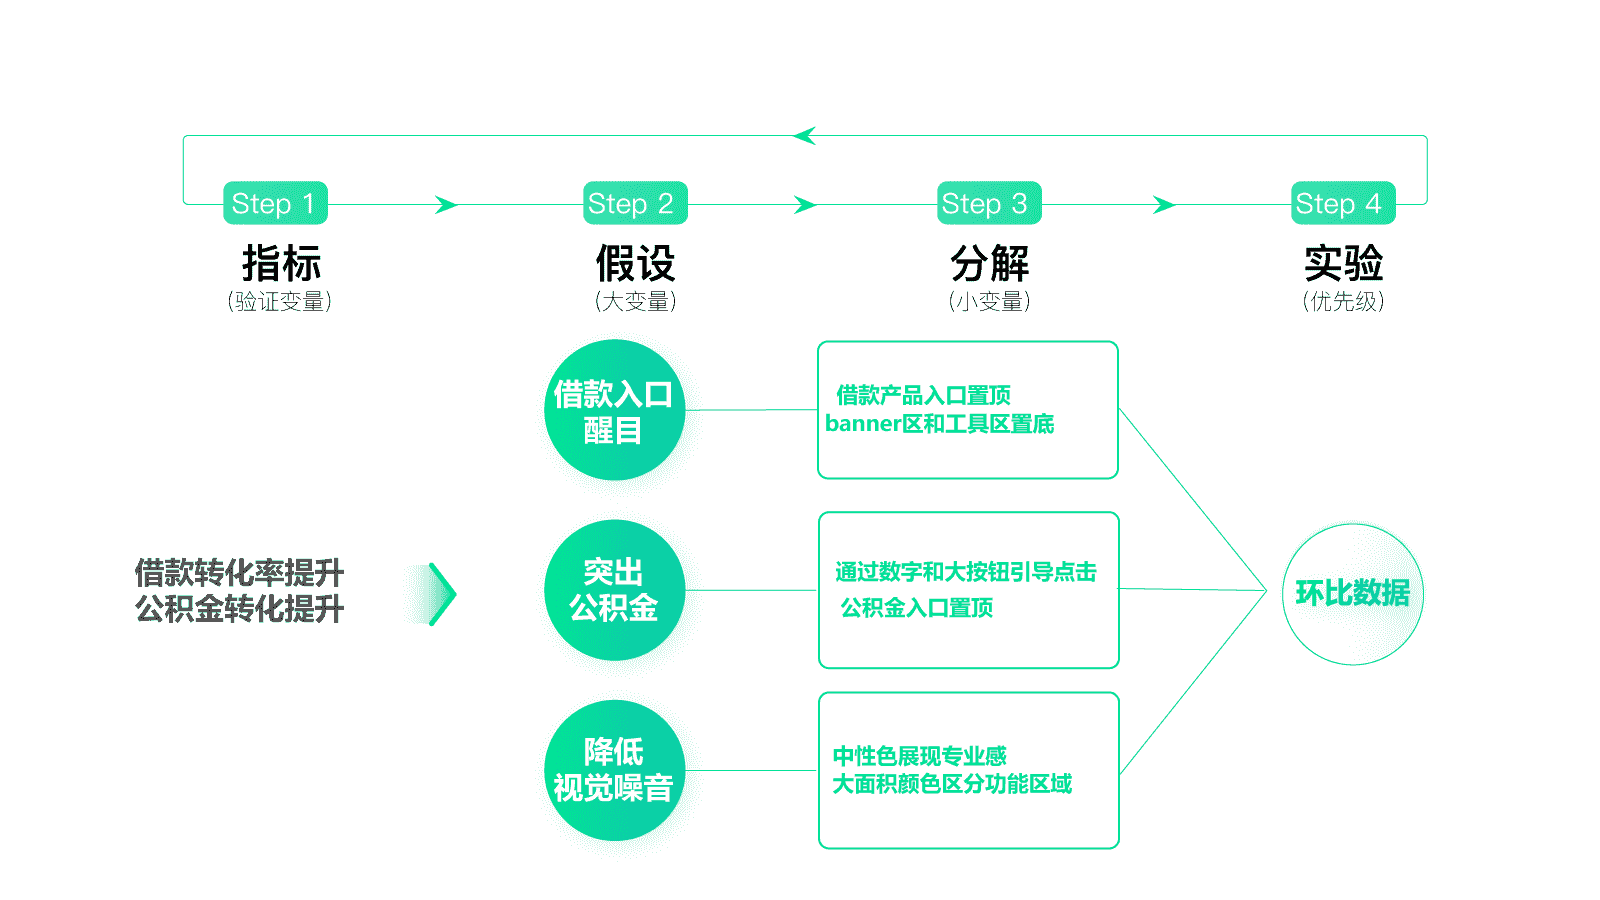 Step 1
Step 2
Step 3
Step 4
指标
假设
分解
实验
(验证变量)
(大变量)
(小变量)
(优先级)
借款转化率提升
公积金转化提升
借款入口
醒目
借款产品入口置顶
banner区和工具区置底
突出
公积金
通过数字和大按钮引导点击
公积金入口置顶
降低
视觉噪音
中性色展现专业感
大面积颜色区分功能区域
环比数据